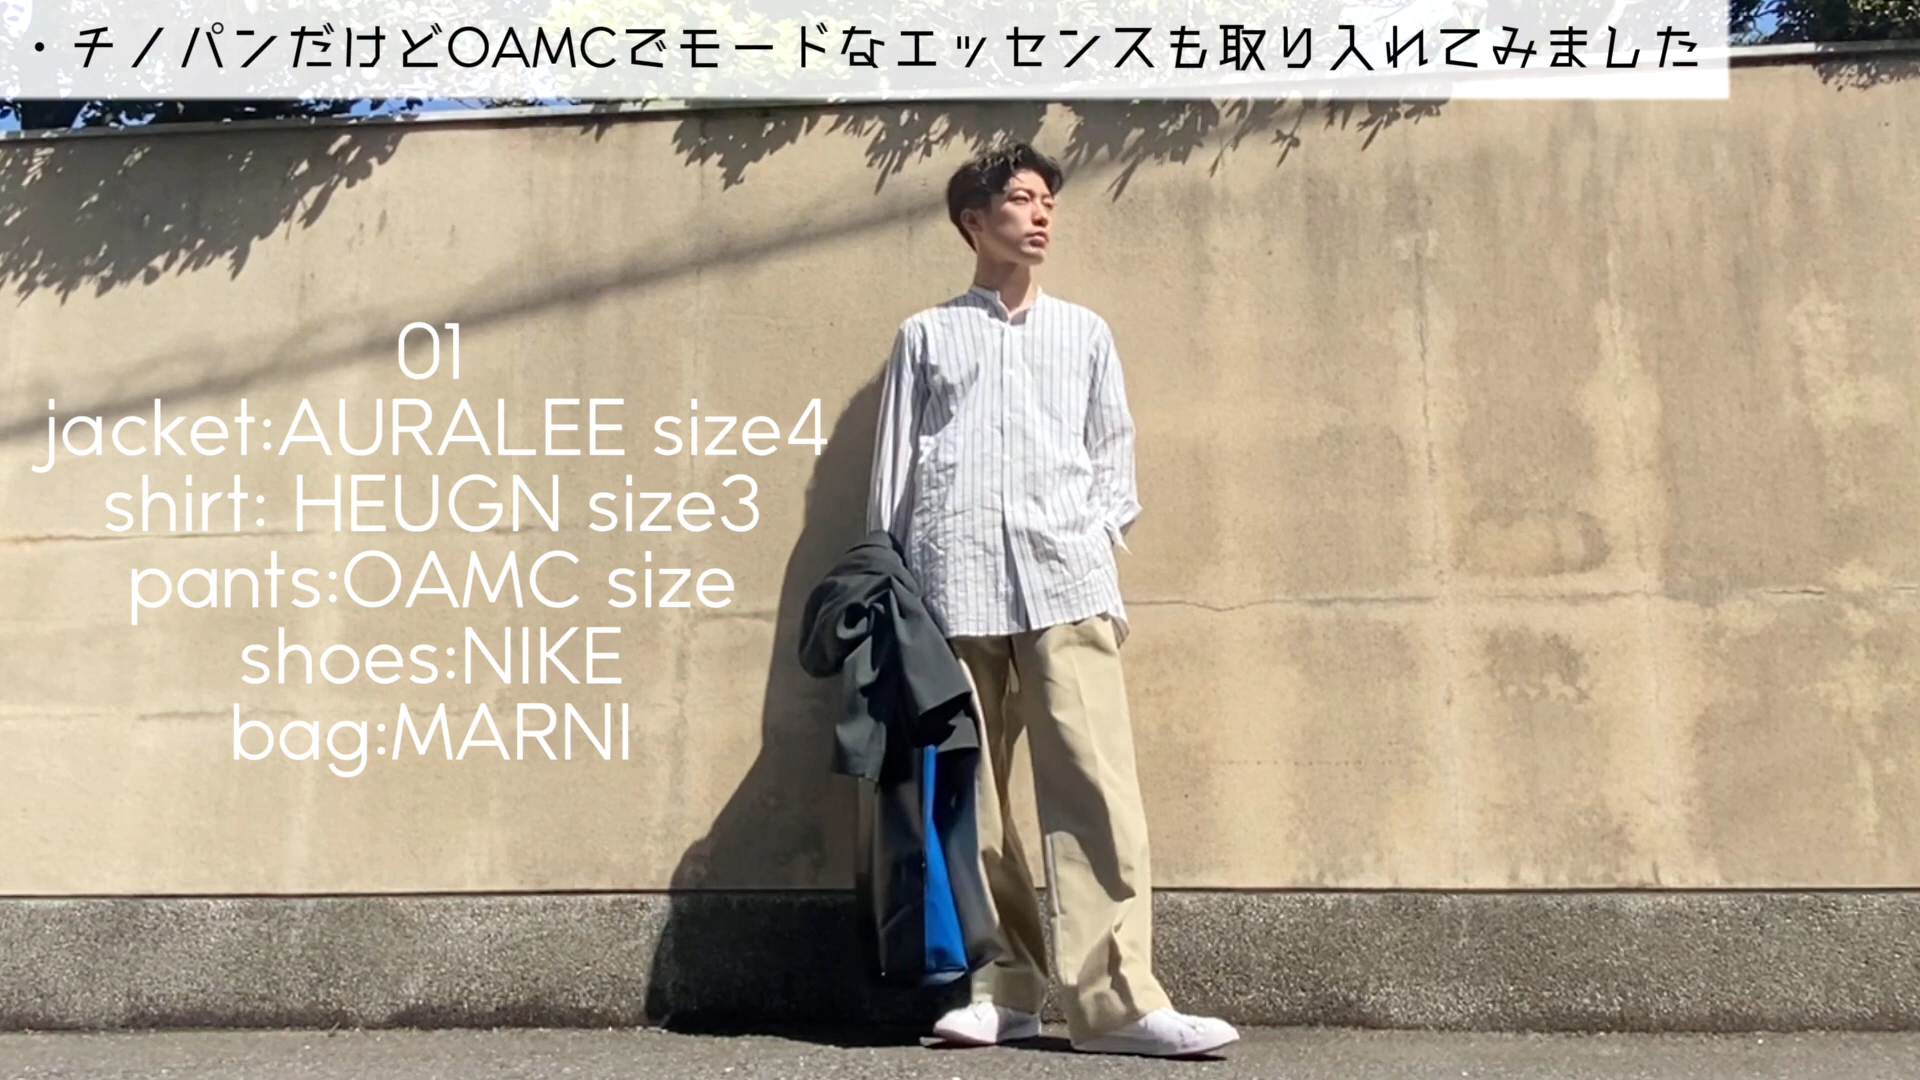 ・チノパンだけどOAMCでモードなエッセンスも取り入れてみました
01
jacket:AURALEE size4
shirt: HEUGN size3
pants:OAMC size
shoes:NIKE
bag:MARNI